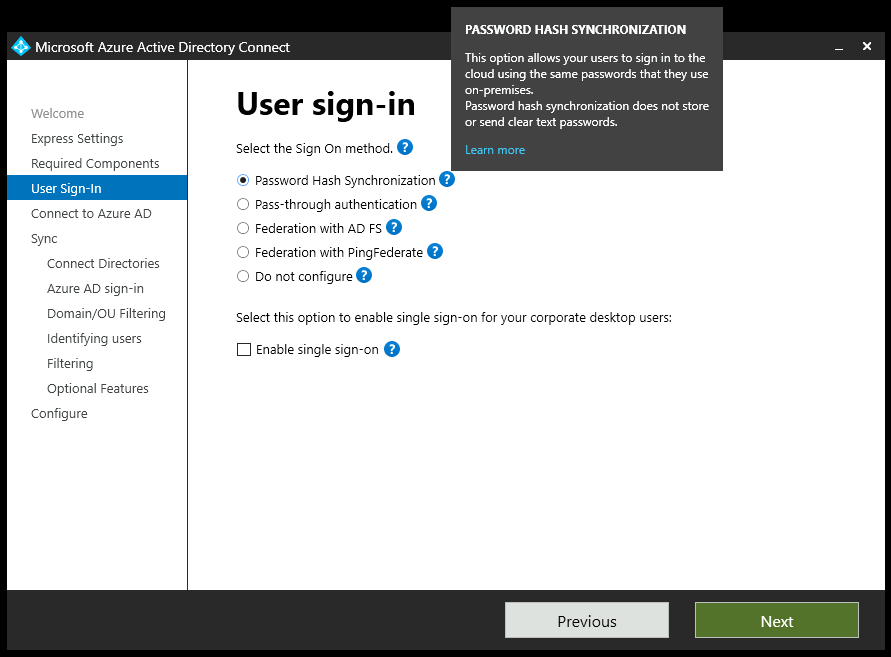 Microsoft Azure Active Directory Connect
PASSWORD HASH SYNCHRONIZATION
This option allows your users to sign in to the
cloud using the same passwords that they use
on-premises.
Password hash synchronization does not store
or send clear text passwords.
Learn more
Welcome
Express Settings
Required Components
User Sign-In
Connect to Azure AD
Sync
Connect Directories
Azure AD sign-in
Domain/OU Filtering
Identifying users
Filtering
Optional Features
Configure
User sign-in
Select the Sign On method. ?
Password Hash Synchronization ?
Pass-through authentication ?
Federation with AD FS ?
Federation with PingFederate ?
Do not configure ?
Select this option to enable single sign-on for your corporate desktop users:
Enable single sign-on ?
Previous
Next